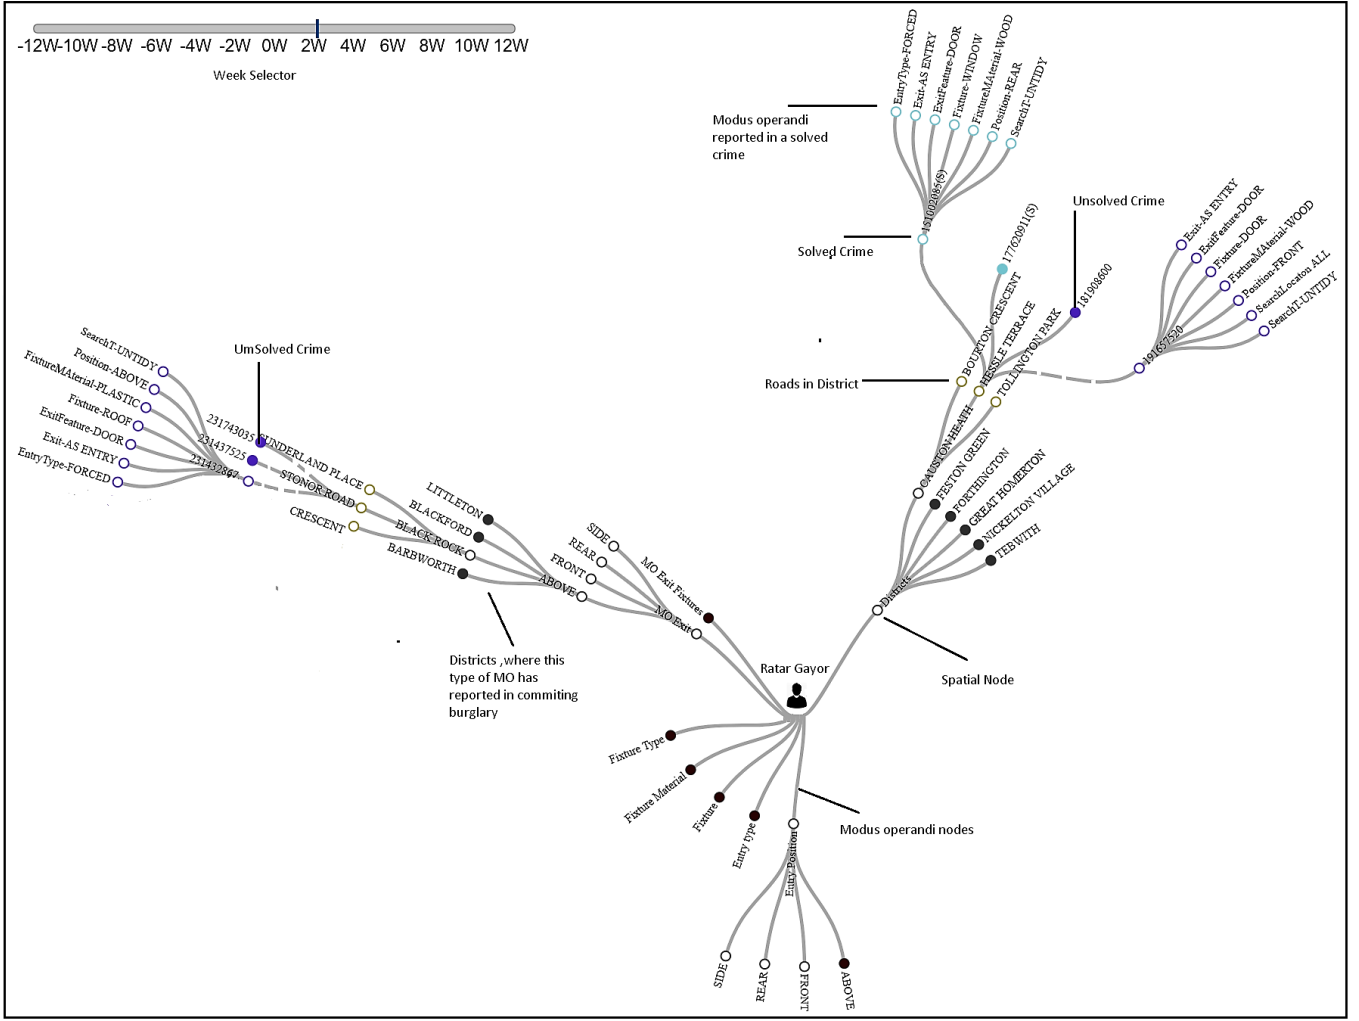 -12W-10W -8W -6W -4W -2W 0W 2W 4W 6W 8W 10W 12W
Week Selector
EntryType-FORCED
Exit-AS ENTRY
ExitFeature-DOOR
Fixture-WINDOW
FixtureMAterial-WOOD
Position-REAR
SearchT-UNTIDY
Modus operandi
reported in a solved
crime
151002085(S)
Solved Crime
177620911(S)
Unsolved Crime
181908600
Exit-AS ENTRY
ExitFeature-DOOR
Fixture-DOOR
FixtureMAterial-WOOD
Position-FRONT
SearchLocaton ALL
SearchT-UNTIDY
191657520
Roads in District
BOURTON CRESCENT
HESSLE TERRACE
TOLLINGTON PARK
CAUSTON HEATH
FESTON GREEN
FORTHINGTON
GREAT HOMERTON
NICKELTON VILLAGE
TEBWITH
Districts
Spatial Node
UmSolved Crime
SearchT-UNTIDY
Position-ABOVE
FixtureMAterial-PLASTIC
Fixture-ROOF
ExitFeature-DOOR
Exit-AS ENTRY
EntryType-FORCED
231743035
231437525
231432867
SUNDERLAND PLACE
STONOR ROAD
CRESCENT
LITTLETON
BLACKFORD
BLACK ROCK
BARBWORTH
SIDE
REAR
FRONT
ABOVE
MO Exit Fixtures
MO Exit
Districts ,where this
type of MO has
reported in commiting
burglary
Ratar Gayor
Fixture Type
Fixture Material
Fixture
Entry type
Entry Position
Modus operandi nodes
SIDE
REAR
FRONT
ABOVE